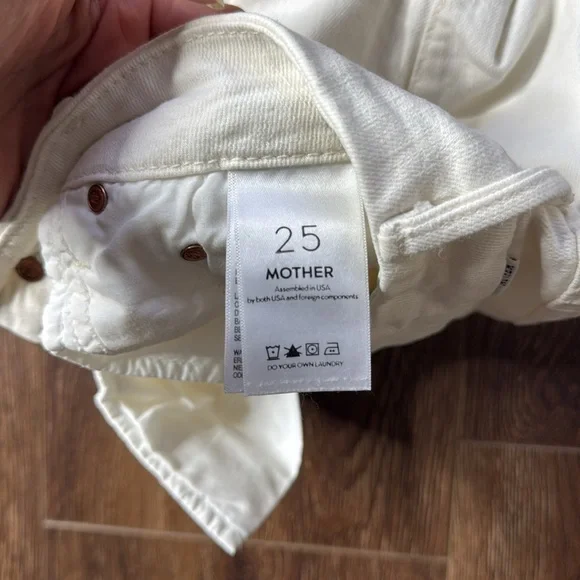 25
MOTHER
Assembled in USA
by both USA and foreign components
DO YOUR OWN LAUNDRY